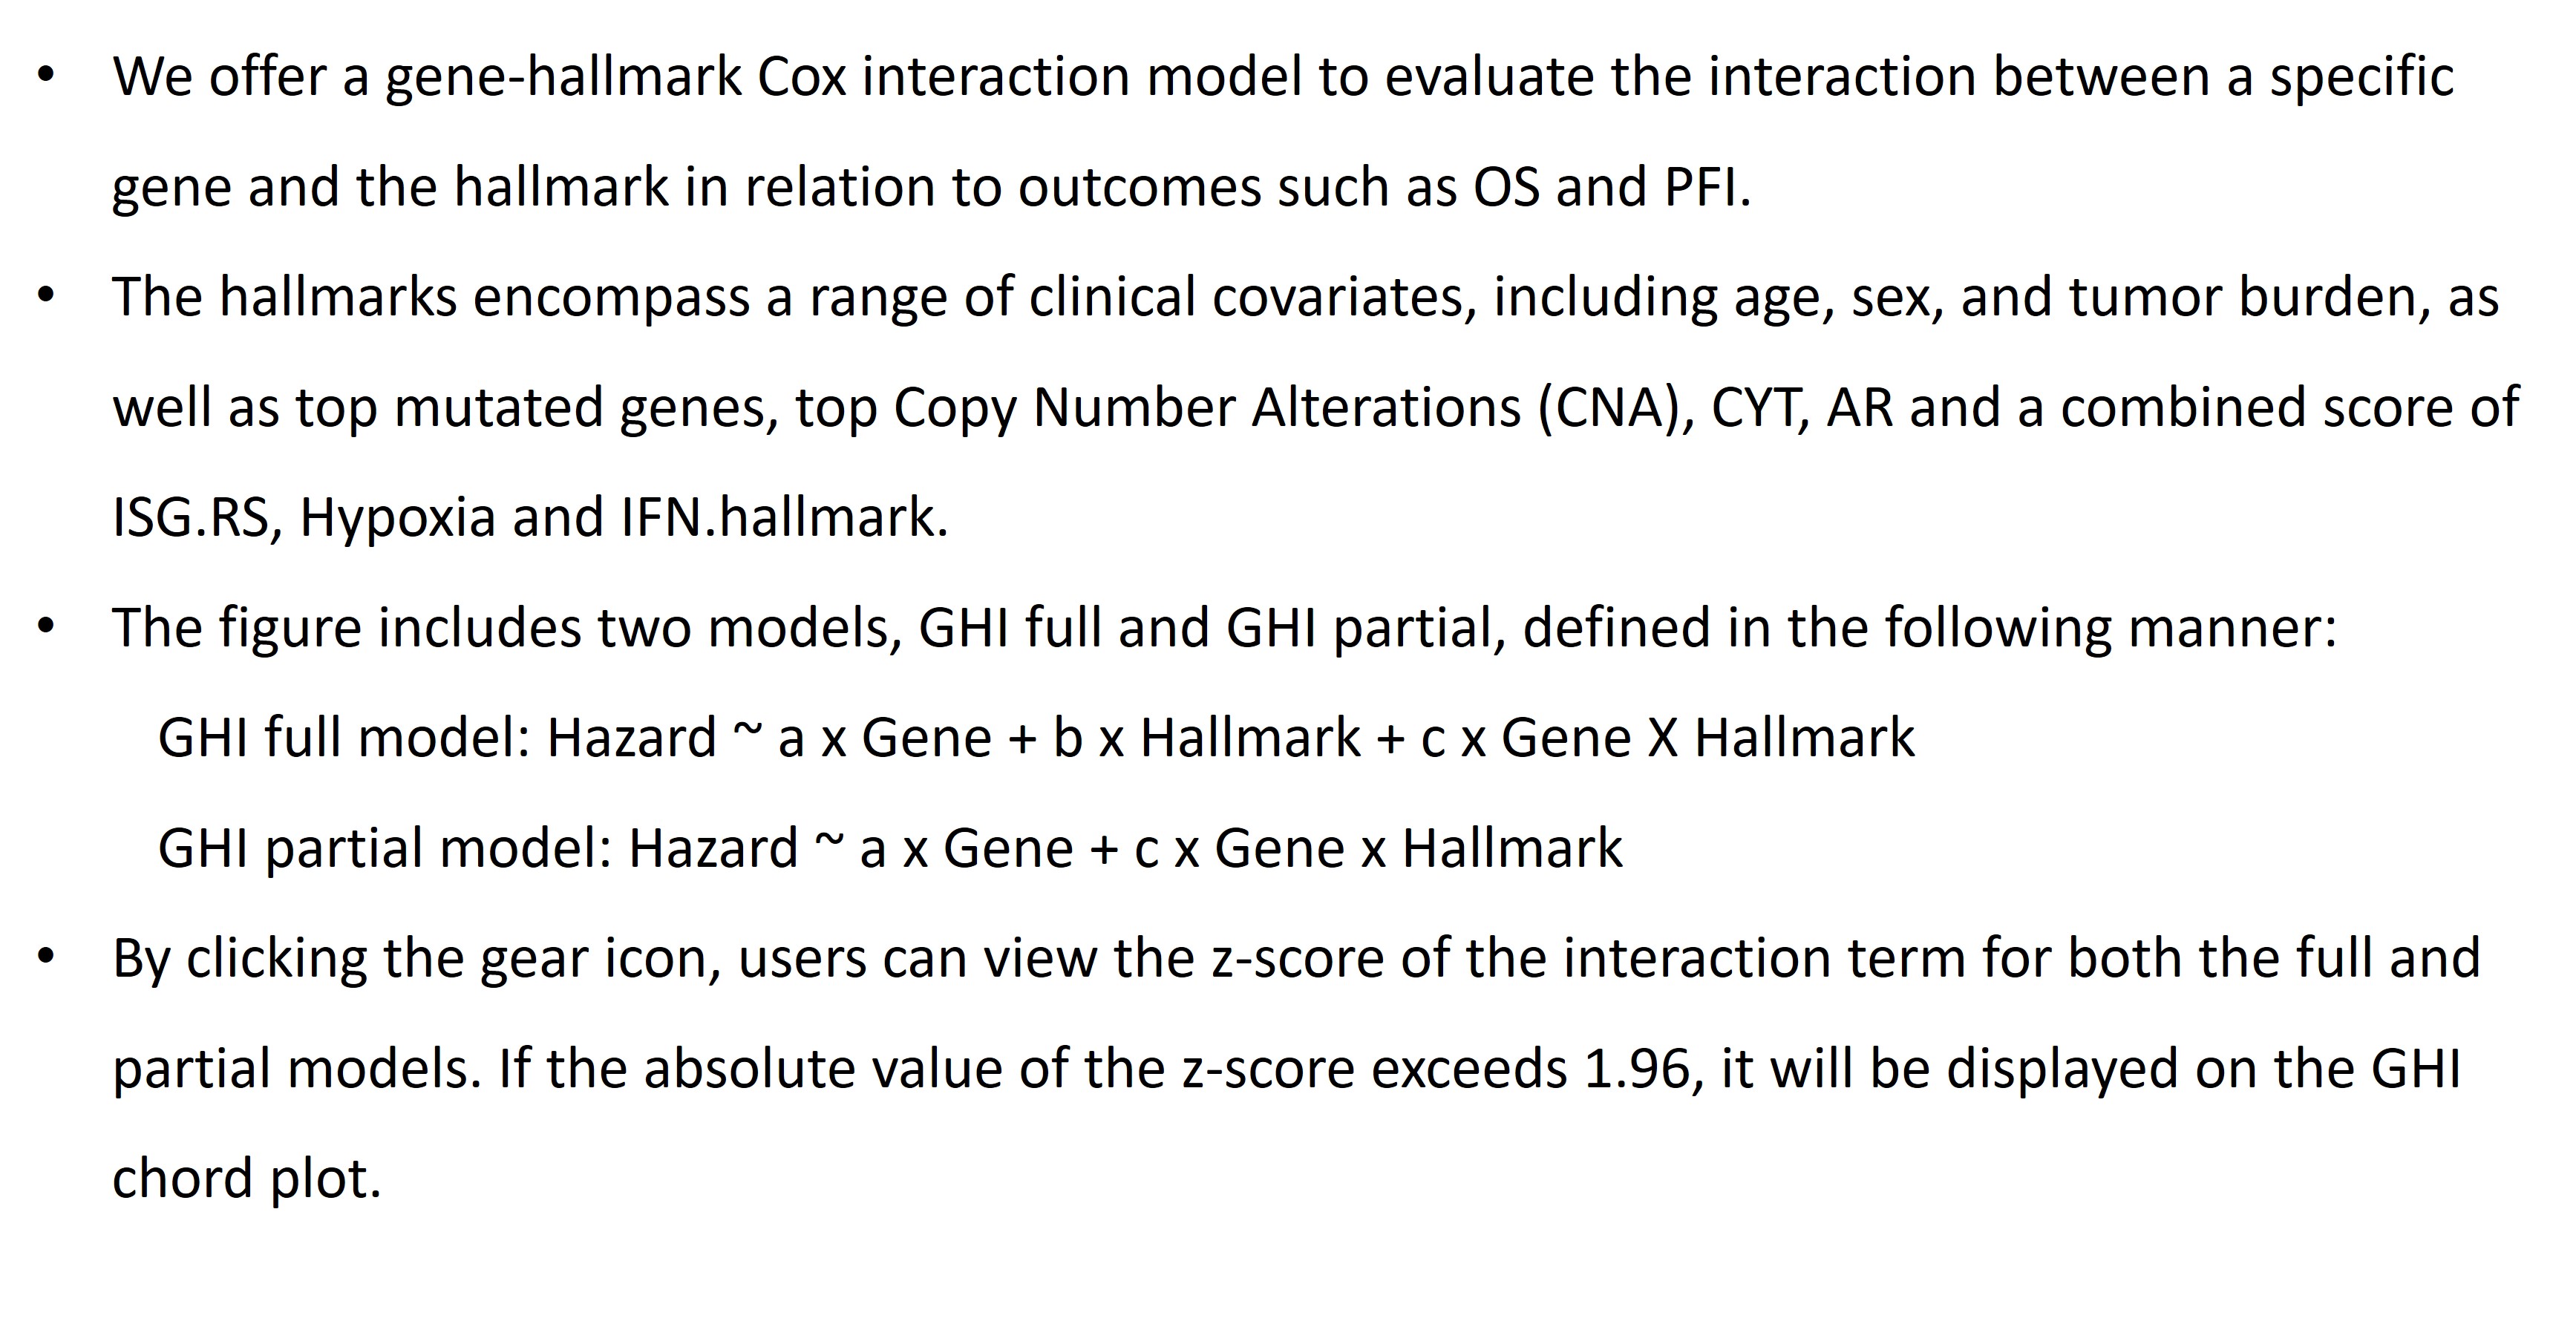 • We offer a gene-hallmark Cox interaction model to evaluate the interaction between a specific
gene and the hallmark in relation to outcomes such as OS and PFI.
• The hallmarks encompass a range of clinical covariates, including age, sex, and tumor burden, as
well as top mutated genes, top Copy Number Alterations (CNA), CYT, AR and a combined score of
ISG.RS, Hypoxia and IFN.hallmark.
• The figure includes two models, GHI full and GHI partial, defined in the following manner:
GHI full model: Hazard ~ a x Gene + b x Hallmark + c x Gene X Hallmark
GHI partial model: Hazard ~ a x Gene + c x Gene x Hallmark
• By clicking the gear icon, users can view the z-score of the interaction term for both the full and
partial models. If the absolute value of the z-score exceeds 1.96, it will be displayed on the GHI
chord plot.